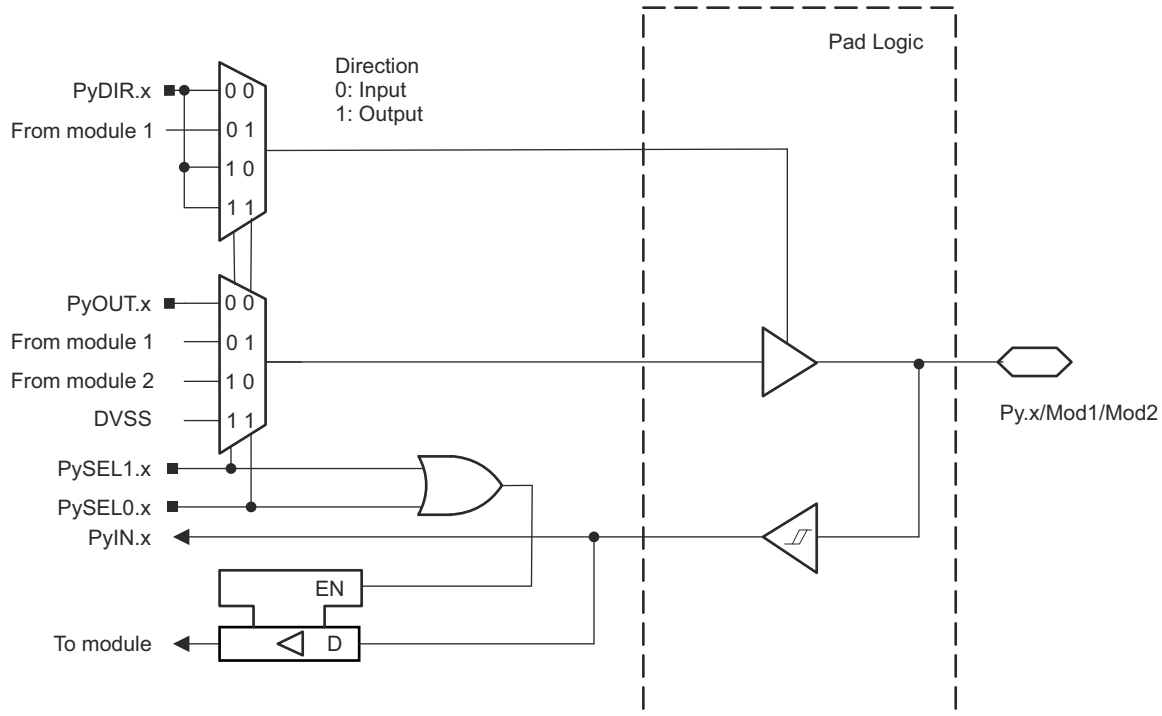 Pad Logic
Direction
0: Input
1: Output
PyDIR.x
0 0
From module 1
0 1
1 0
1 1
PyOUT.x
0 0
From module 1
0 1
From module 2
1 0
DVSS
1 1
Py.x/Mod1/Mod2
PySEL1.x
PySEL0.x
PyIN.x
EN
To module
D